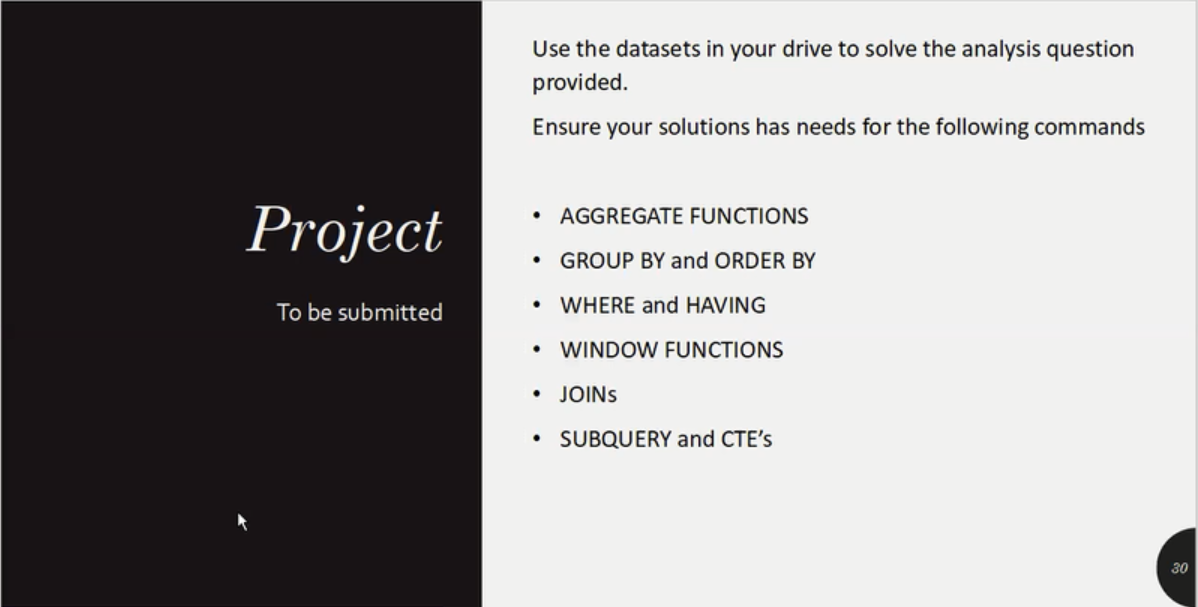 Project
To be submitted
Use the datasets in your drive to solve the analysis question
provided.
Ensure your solutions has needs for the following commands
• AGGREGATE FUNCTIONS
• GROUP BY and ORDER BY
• WHERE and HAVING
• WINDOW FUNCTIONS
• JOINs
• SUBQUERY and CTE’s
30